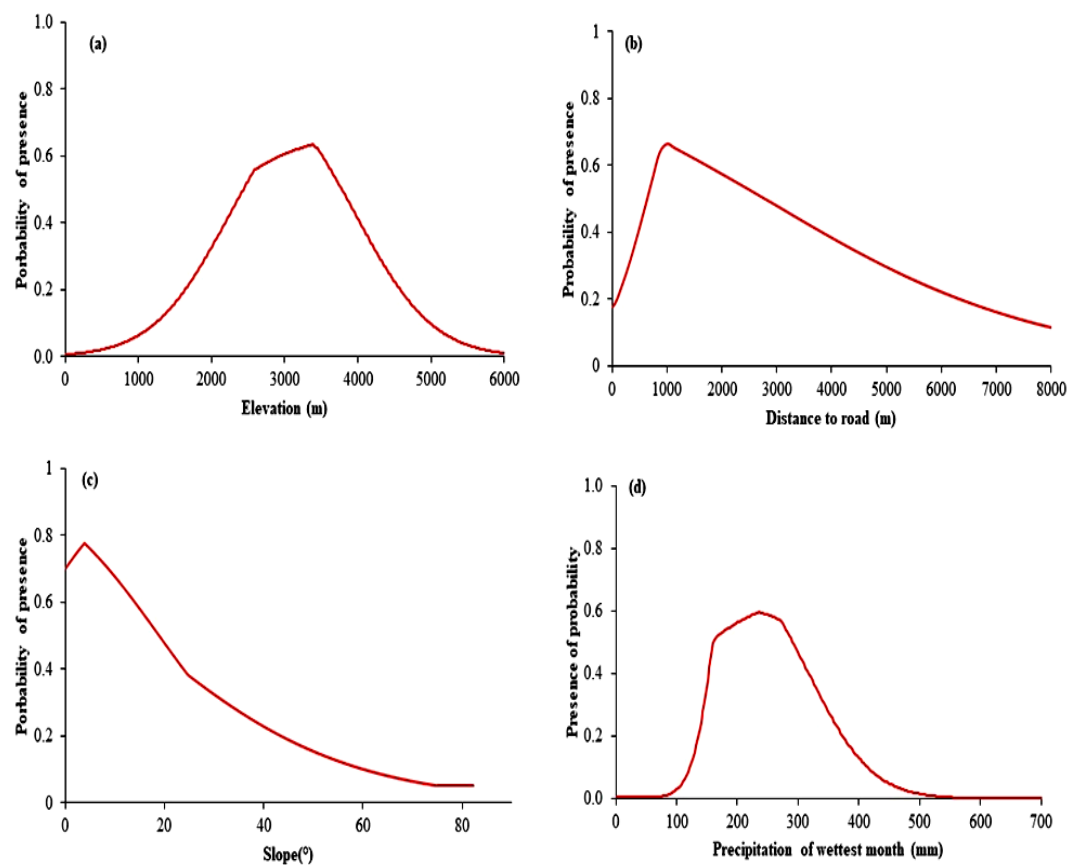 (a)
Porbability of presence
1.0
0.8
0.6
0.4
0.2
0.0
0 1000 2000 3000 4000 5000 6000
Elevation (m)
(b)
Probability of presence
1
0.8
0.6
0.4
0.2
0
0 1000 2000 3000 4000 5000 6000 7000 8000
Distance to road (m)
(c)
Porbability of presence
1
0.8
0.6
0.4
0.2
0
0 20 40 60 80
Slope(°)
(d)
Presence of probability
1.0
0.8
0.6
0.4
0.2
0.0
0 100 200 300 400 500 600 700
Precipitation of wettest month (mm)